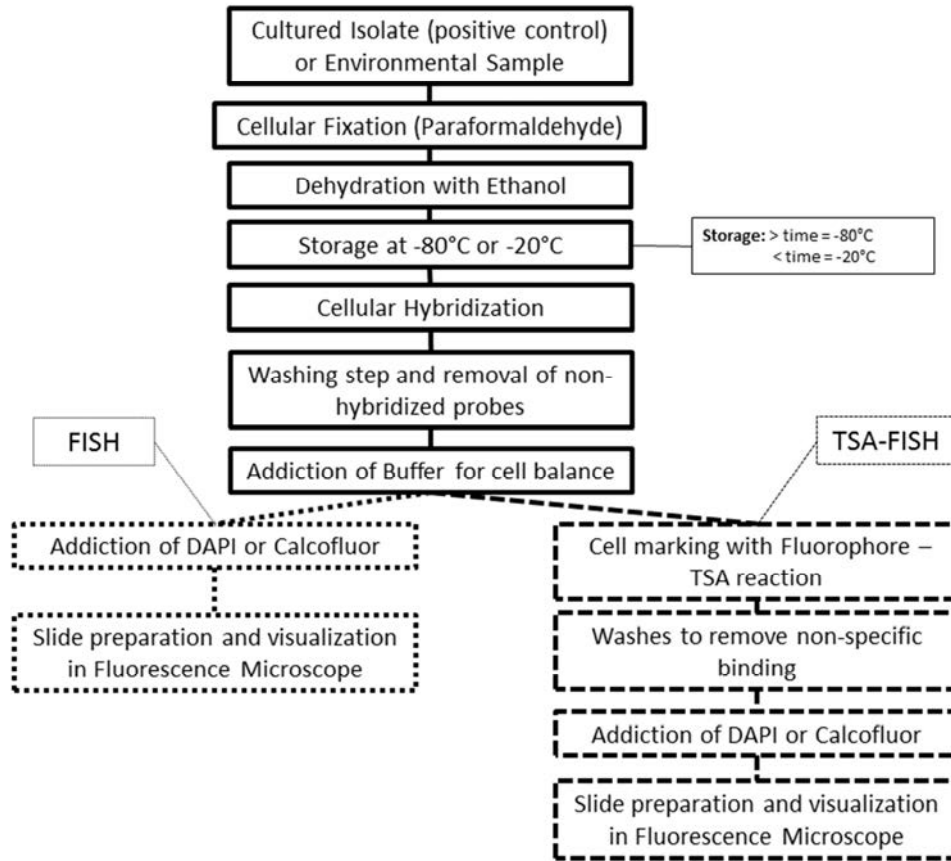 Cultured Isolate (positive control)
or Environmental Sample
Cellular Fixation (Paraformaldehyde)
Dehydration with Ethanol
Storage at -80°C or -20°C
Storage: > time = -80°C
< time = -20°C
Cellular Hybridization
Washing step and removal of non-
hybridized probes
FISH
TSA-FISH
Addiction of Buffer for cell balance
Addiction of DAPI or Calcofluor
Slide preparation and visualization
in Fluorescence Microscope
Cell marking with Fluorophore –
TSA reaction
Washes to remove non-specific
binding
Addiction of DAPI or Calcofluor
Slide preparation and visualization
in Fluorescence Microscope